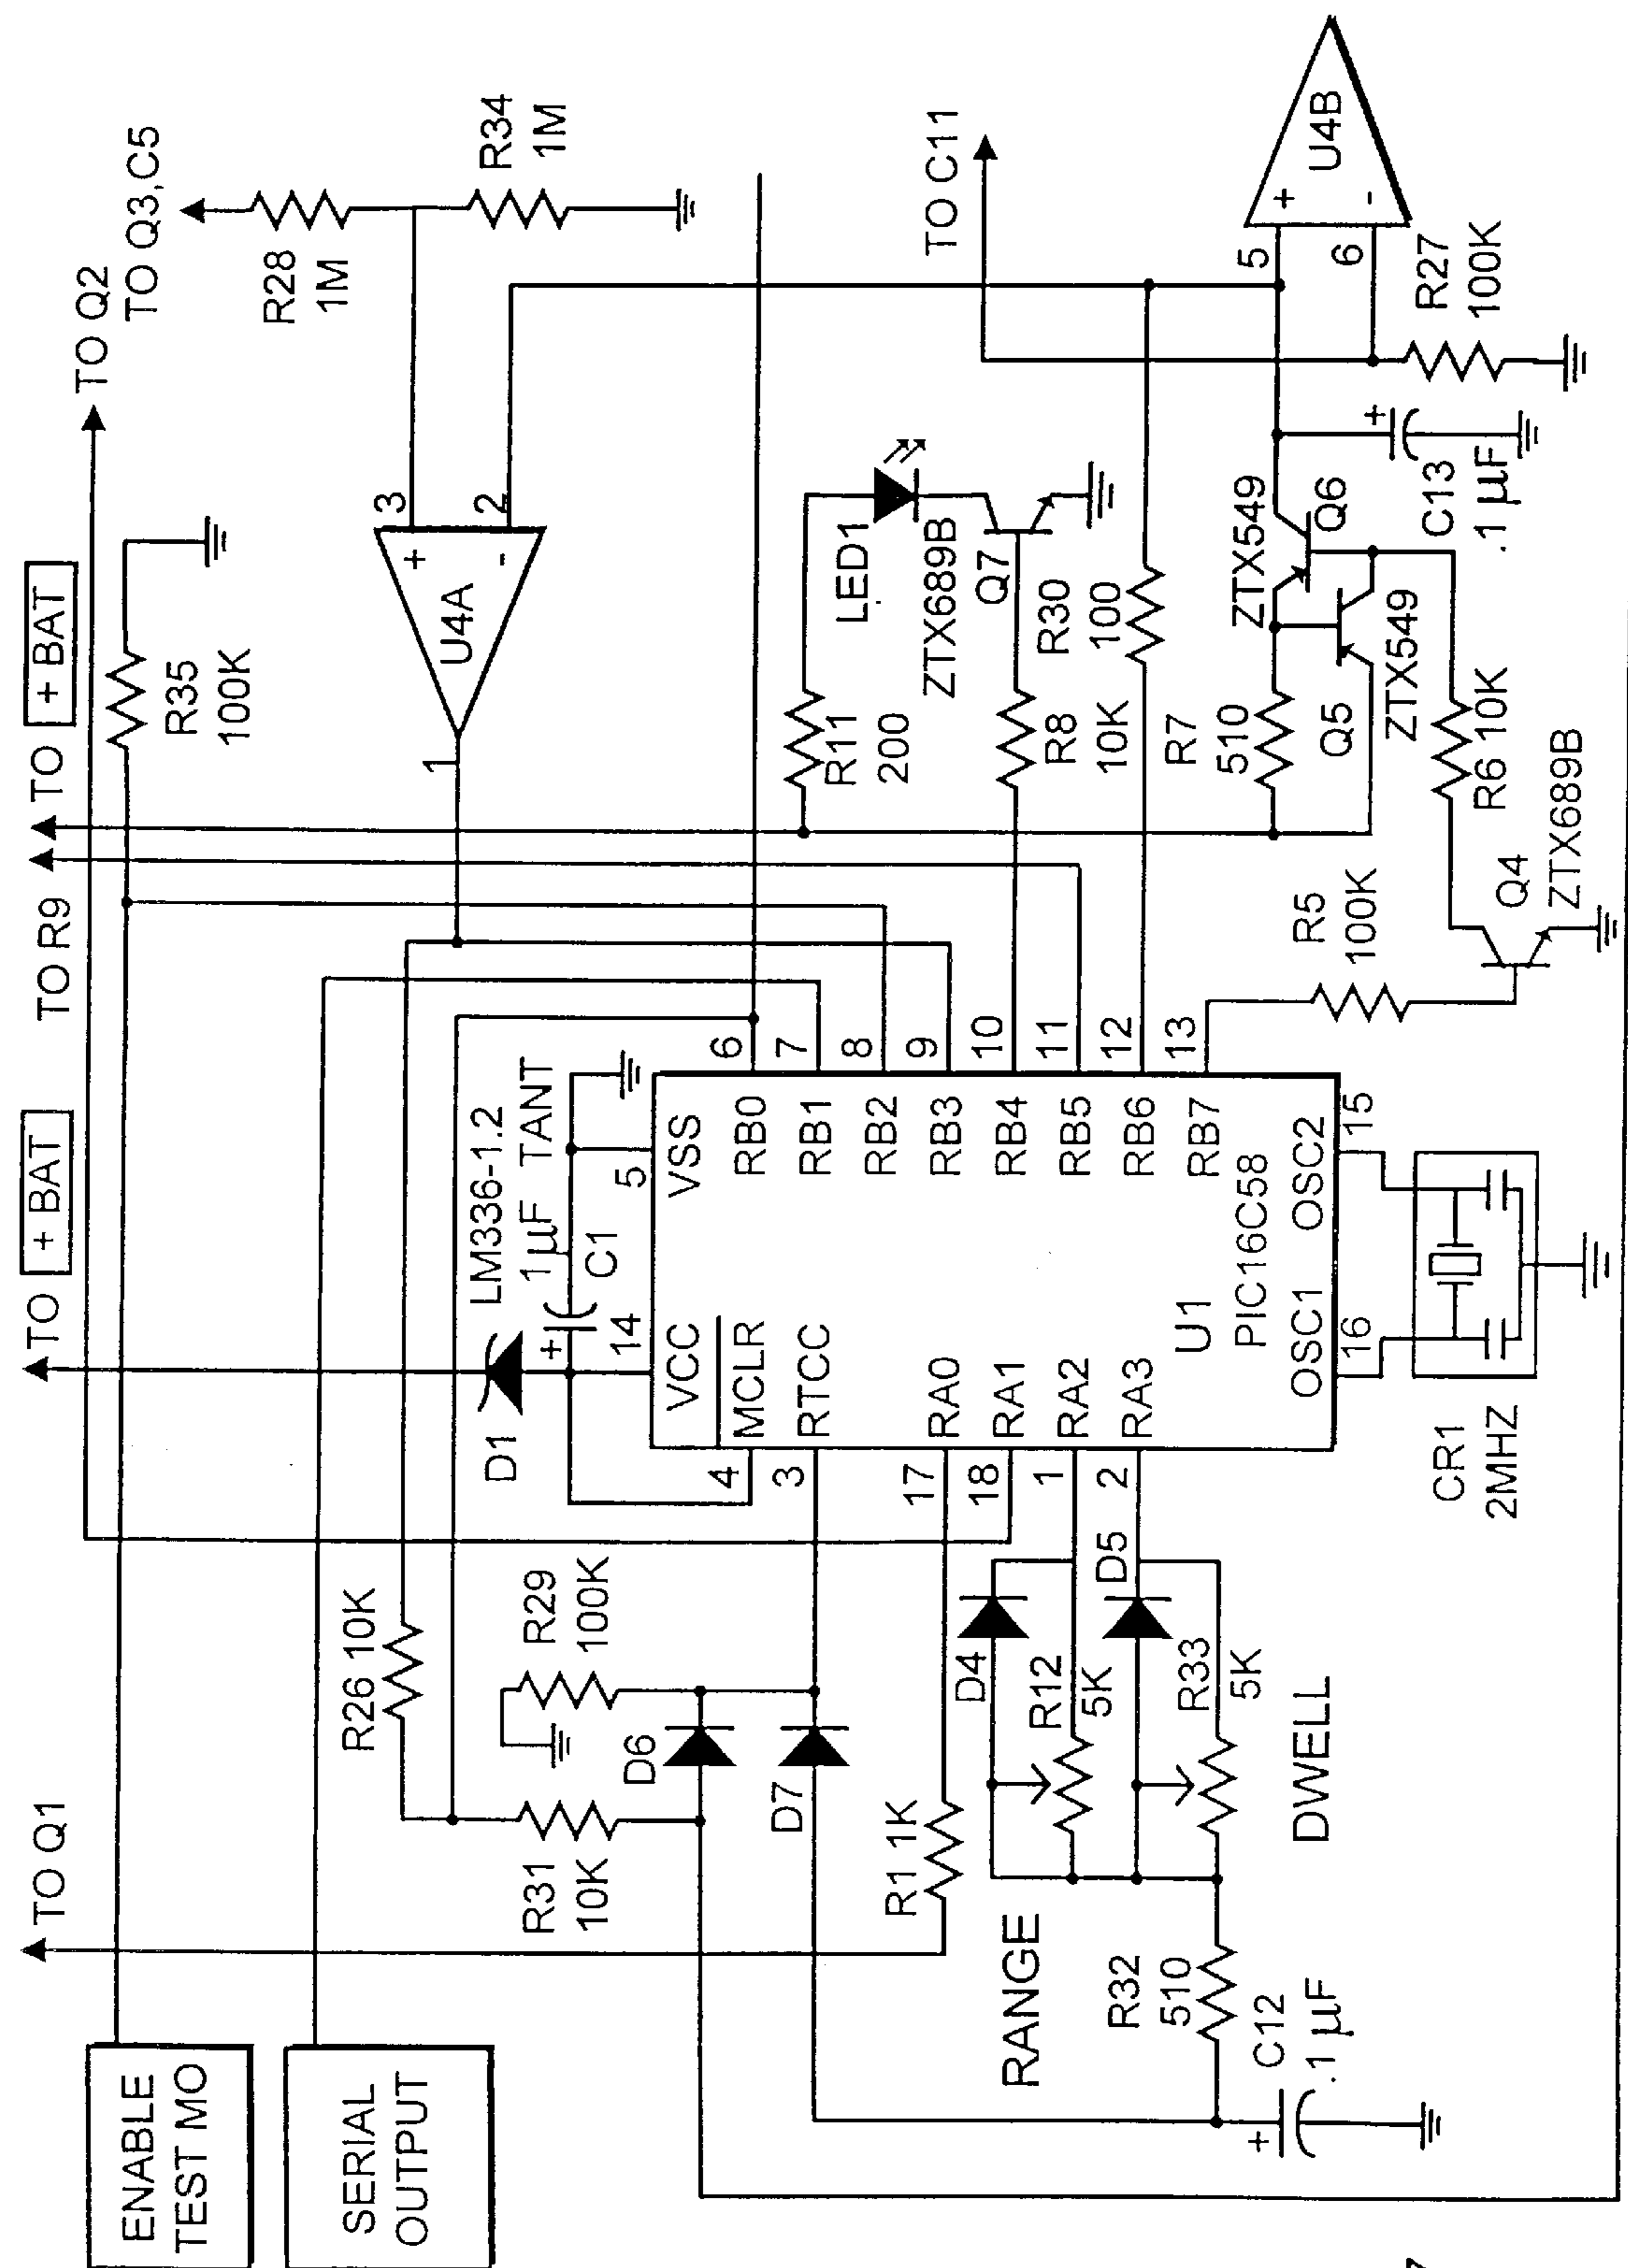 TO Q1
TO + BAT
TO R9
TO + BAT
TO Q2
TO Q3,C5
ENABLE
TEST MO
SERIAL
OUTPUT
R35
100K
R28
1M
R34
1M
R26 10K
R31
10K
R29
100K
D6
D7
D1
LM336-1.2
1µF TANT
C1
+
14
5
3
+
2
-
U4A
1
VCC
VSS
MCLR
RTCC
RA0
RA1
RA2
RA3
4
3
17
18
1
2
RB0
RB1
RB2
RB3
RB4
RB5
RB6
RB7
6
7
8
9
10
11
12
13
U1
PIC16C58
OSC1
OSC2
16
15
CR1
2MHZ
R1 1K
D4
R12
5K
D5
R33
5K
RANGE
DWELL
R32
510
C12
.1 µF
+
R11
200
LED1
ZTX689B
Q7
R8
10K
R30
100
R7
510
ZTX549
Q6
Q5
ZTX549
R6 10K
R5
100K
Q4
ZTX689B
C13
.1 µF
+
TO C11
5
+
6
-
U4B
R27
100K